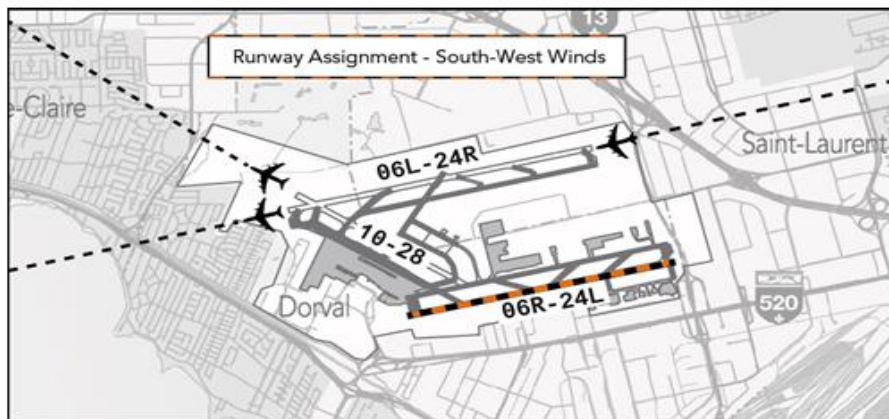 13
Runway Assignment - South-West Winds
e-Claire
06L-24R
Saint-Laurent
10-28
Dorval
06R-24L
520